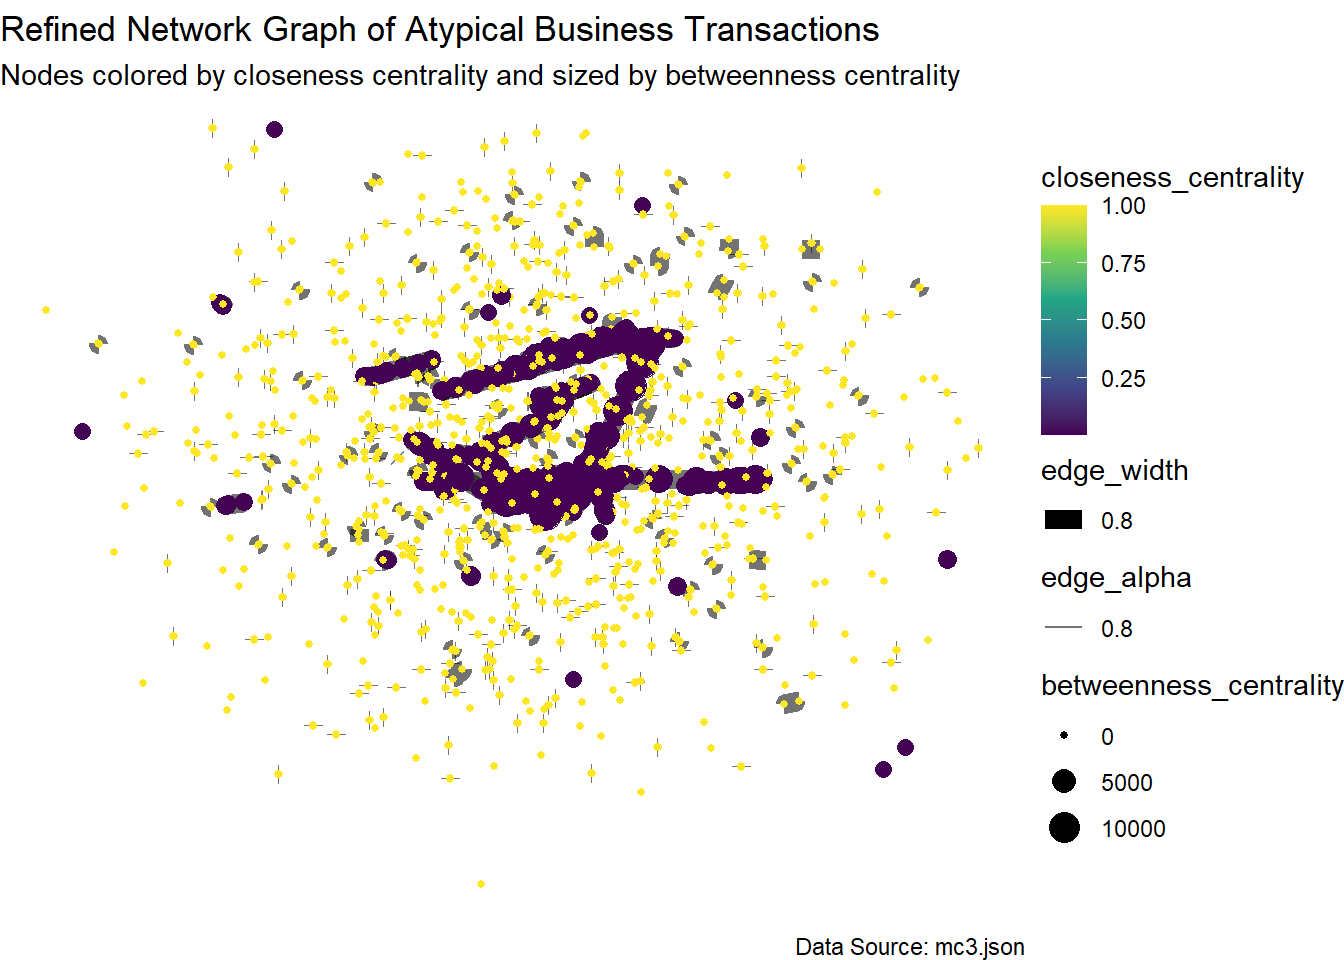 Refined Network Graph of Atypical Business Transactions
Nodes colored by closeness centrality and sized by betweenness centrality
closeness_centrality
1.00
0.75
0.50
0.25
edge_width
0.8
edge_alpha
0.8
betweenness_centrality
0
5000
10000
Data Source: mc3.json